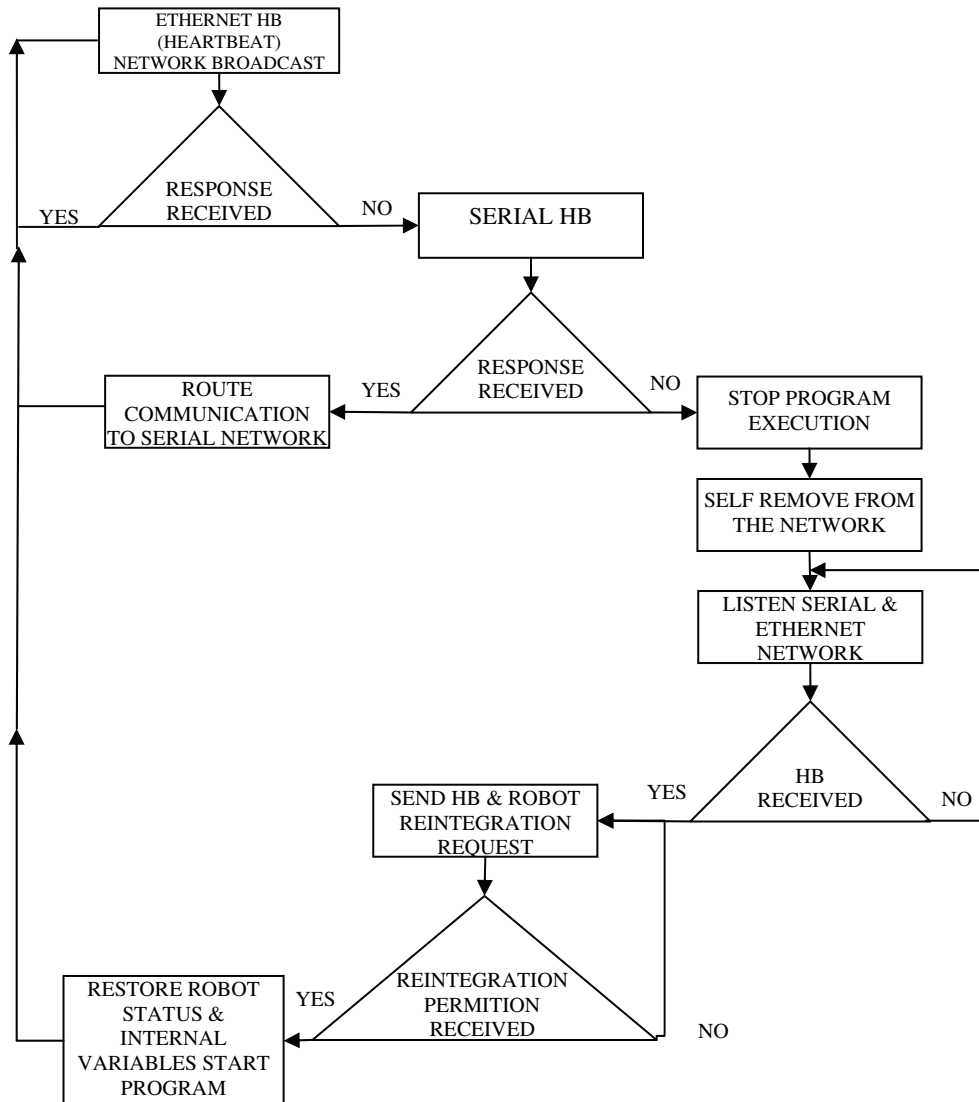 ETHERNET HB
(HEARTBEAT)
NETWORK BROADCAST
RESPONSE
RECEIVED
YES
NO
SERIAL HB
RESPONSE
RECEIVED
YES
NO
ROUTE
COMMUNICATION
TO SERIAL NETWORK
STOP PROGRAM
EXECUTION
SELF REMOVE FROM
THE NETWORK
LISTEN SERIAL &
ETHERNET
NETWORK
HB
RECEIVED
YES
NO
SEND HB & ROBOT
REINTEGRATION
REQUEST
REINTEGRATION
PERMITION
RECEIVED
YES
NO
RESTORE ROBOT
STATUS &
INTERNAL
VARIABLES START
PROGRAM